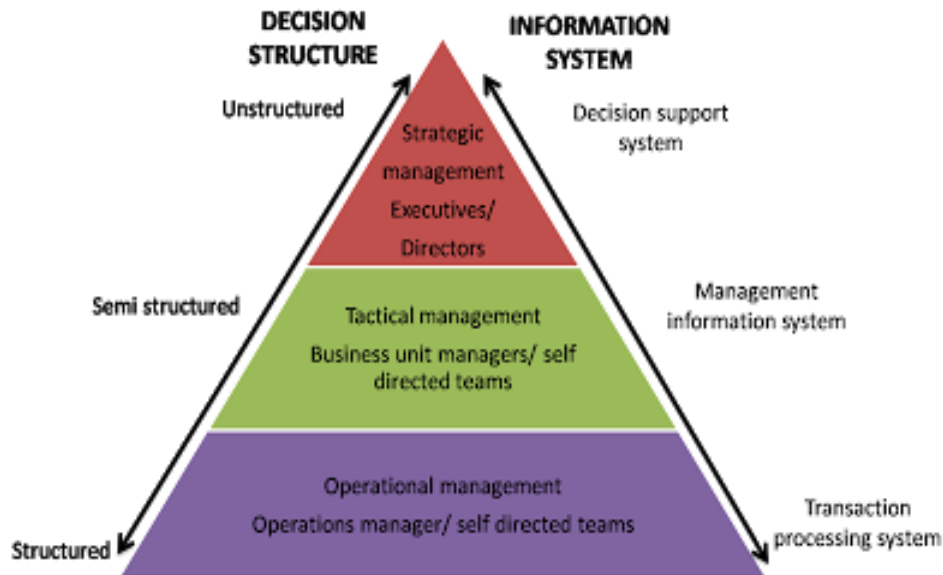 DECISION
STRUCTURE
INFORMATION
SYSTEM
Unstructured
Decision support
system
Strategic
management
Executives/
Directors
Semi structured
Management
information system
Tactical management
Business unit managers/ self
directed teams
Operational management
Operations manager/ self directed teams
Structured
Transaction
processing system